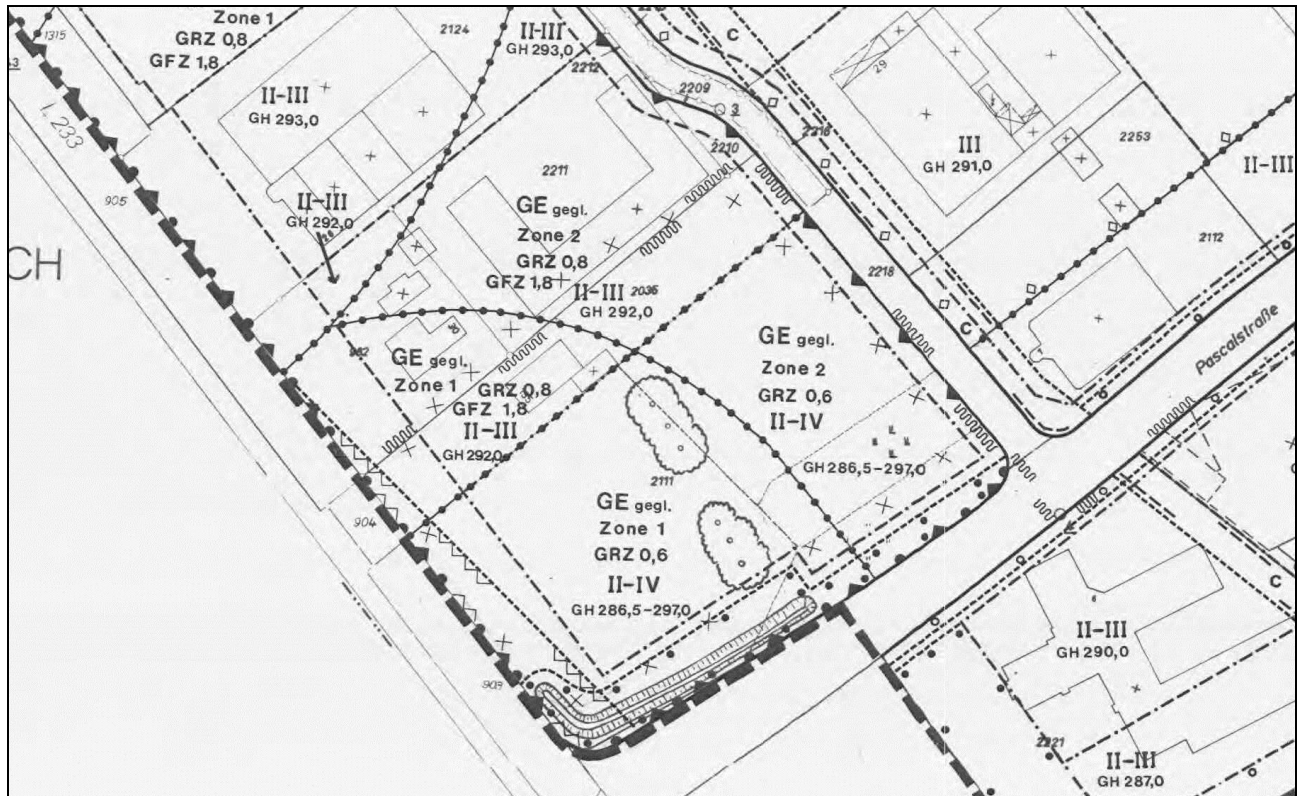 1315
Zone 1
GRZ 0,8
GFZ 1,8
2124
II-III
GH 293,0
2212
C
2209
3
2210
2216
29
III
GH 291,0
2253
II-III
II-III
GH 293,0
L 233
905
CH
II-III
GH 292,0
2211
GE gegl.
Zone 2
GRZ 0,8
GFZ 1,8
II-III
2036
GH 292,0
2218
2112
C
Pascalstraße
GE gegl.
Zone 2
GRZ 0,6
II-IV
GH 286,5-297,0
GE gegl.
Zone 1
GRZ 0,8
GFZ 1,8
II-III
GH 292,0
2111
904
GE gegl.
Zone 1
GRZ 0,6
II-IV
GH 286,5-297,0
903
C
6
II-III
GH 290,0
2221
II-III
GH 287,0